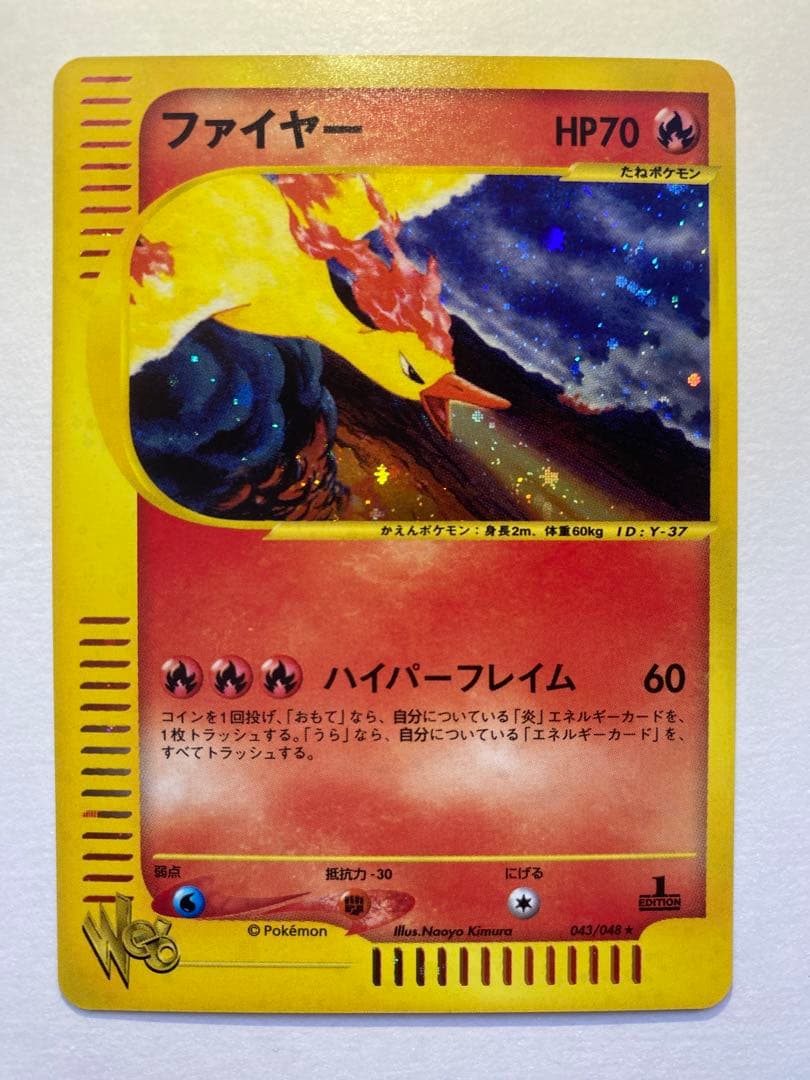 ファイヤー HP70
たねポケモン
かえんポケモン：身長2m、体重60kg ID：Y-37
ハイパーフレイム 60
コインを1回投げ、「おもて」なら、自分についている「炎」エネルギーカードを、
1枚トラッシュする。「うら」なら、自分についている「エネルギーカード」を、
すべてトラッシュする。
弱点 抵抗力-30 にげる
1
EDITION
Web
© Pokémon Illus.Naoyo Kimura 043/048★